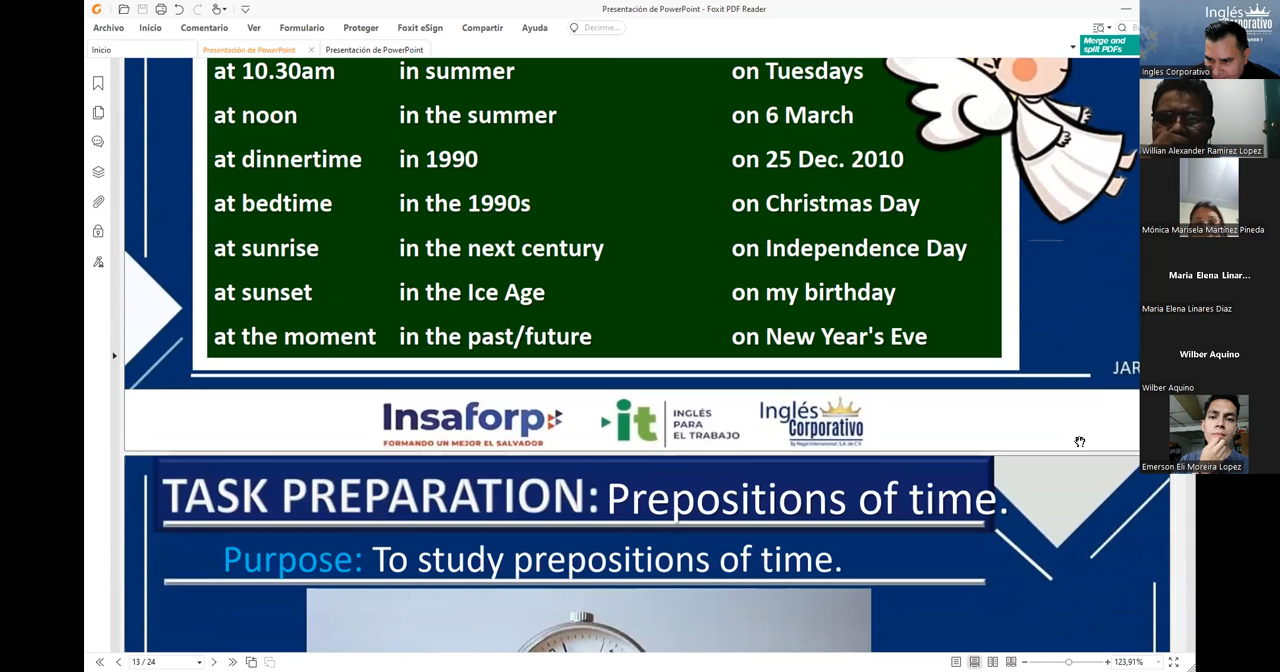 Presentación de PowerPoint - Foxit PDF Reader
Archivo Inicio Comentario Ver Formulario Proteger Foxit eSign Compartir Ayuda Decirme...
Inicio Presentación de PowerPoint Presentación de PowerPoint
Merge and
split PDFs
at 10.30am in summer on Tuesdays
at noon in the summer on 6 March
at dinnertime in 1990 on 25 Dec. 2010
at bedtime in the 1990s on Christmas Day
at sunrise in the next century on Independence Day
at sunset in the Ice Age on my birthday
at the moment in the past/future on New Year's Eve
JAR
Insaforp
FORMANDO UN MEJOR EL SALVADOR
it
INGLÉS
PARA
EL TRABAJO
Inglés
Corporativo
TASK PREPARATION: Prepositions of time.
Purpose: To study prepositions of time.
13 / 24
123,91%
Inglés
Ingles Corporativo
Willian Alexander Ramirez Lopez
Mónica Marisela Martínez Pineda
Maria Elena Linar...
Maria Elena Linares Diaz
Wilber Aquino
Wilber Aquino
Emerson Eli Moreira Lopez